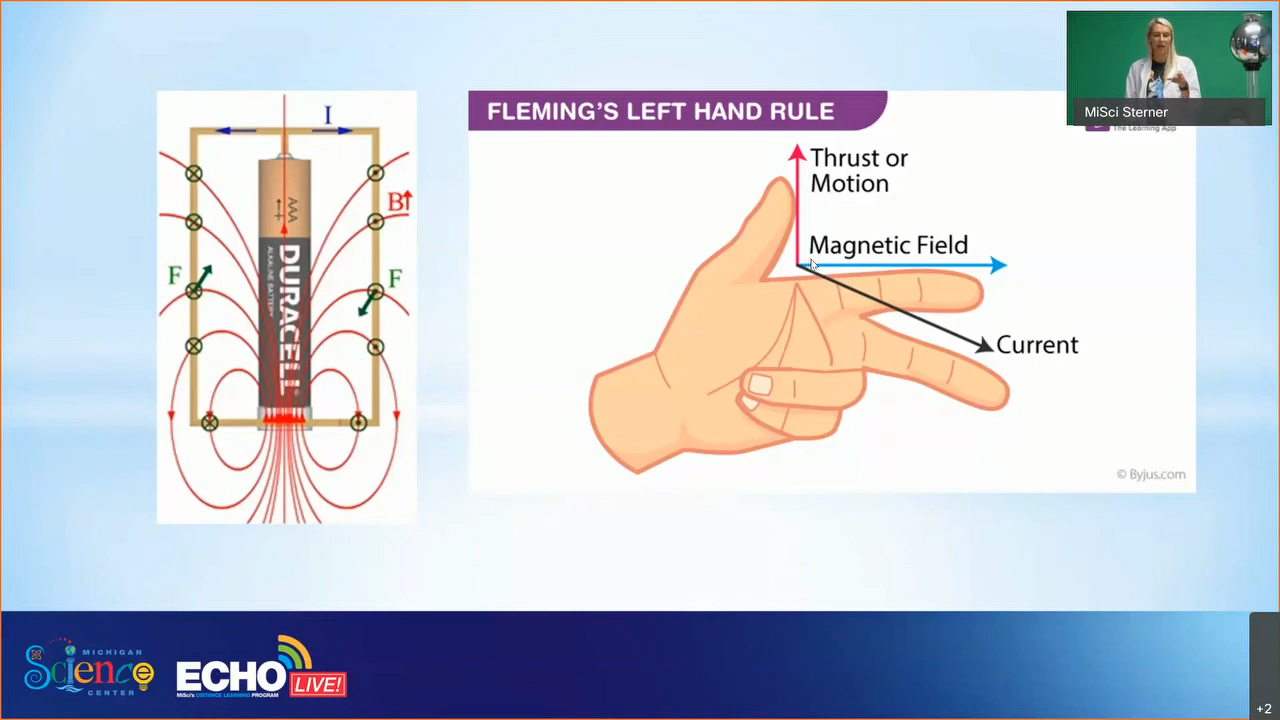 MiSci Sterner
The Learning App
FLEMING'S LEFT HAND RULE
Thrust or
Motion
Magnetic Field
Current
© Byjus.com
I
B
F
F
AAA
DURACELL
ALKALINE BATTERY
MICHIGAN
Science
CENTER
ECHO
LIVE!
MiSci's DISTANCE LEARNING PROGRAM
+2